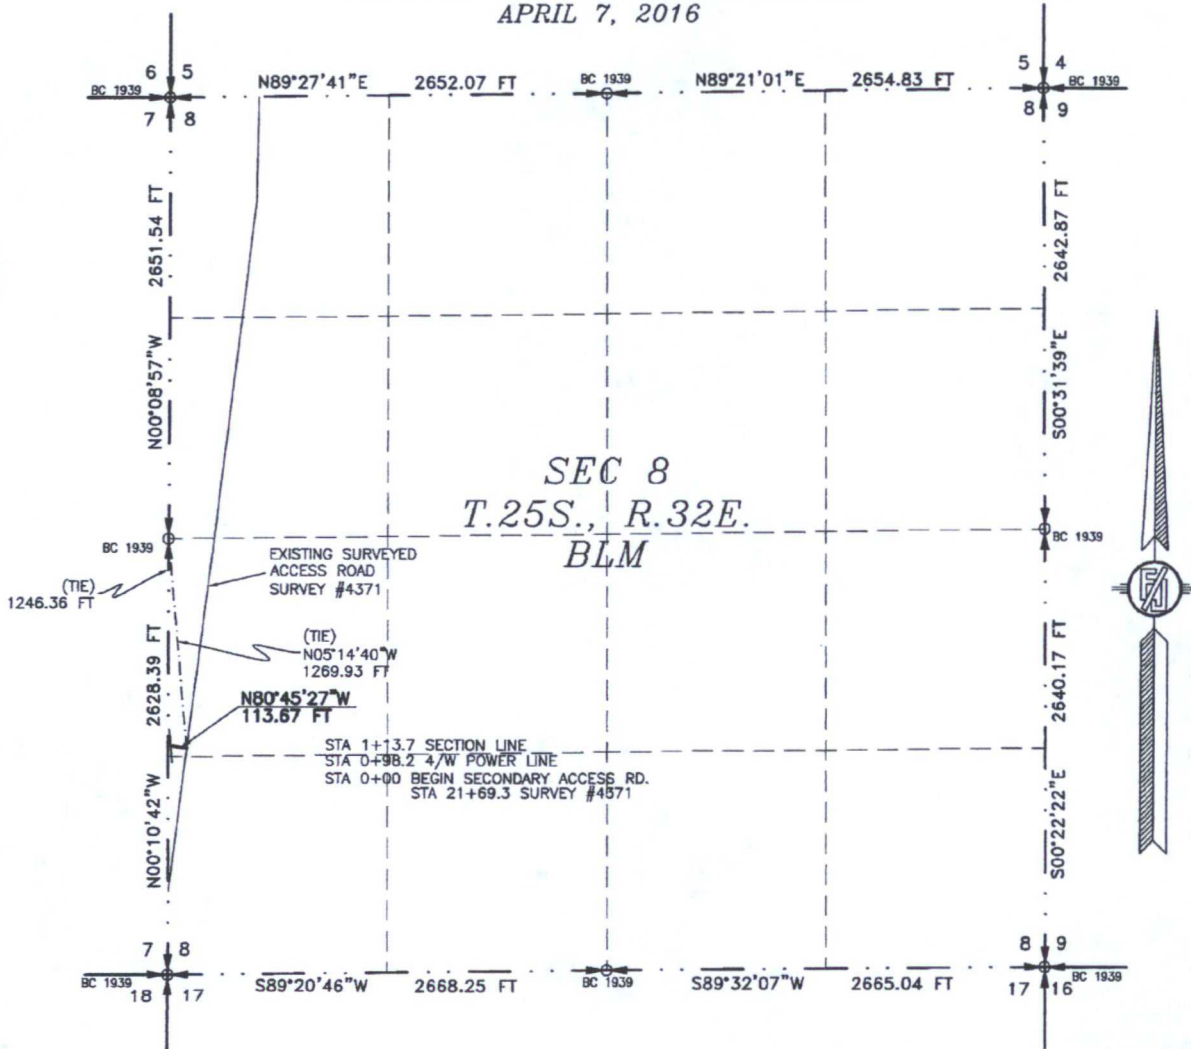 APRIL 7, 2016
6 5
BC 1939
7 8
N89°27'41"E 2652.07 FT
BC 1939
N89°21'01"E 2654.83 FT
5 4
BC 1939
8 9
2651.54 FT
N00°08'57"W
2642.87 FT
S00°31'39"E
SEC 8
T.25S., R.32E.
BLM
BC 1939
BC 1939
EXISTING SURVEYED
ACCESS ROAD
SURVEY #4371
(TIE)
1246.36 FT
(TIE)
N05°14'40"W
1269.93 FT
2628.39 FT
N00°10'42"W
N80°45'27"W
113.67 FT
STA 1+13.7 SECTION LINE
STA 0+98.2 4/W POWER LINE
STA 0+00 BEGIN SECONDARY ACCESS RD.
STA 21+69.3 SURVEY #4371
2640.17 FT
S00°22'22"E
7 8
BC 1939
18 17
S89°20'46"W 2668.25 FT
BC 1939
S89°32'07"W 2665.04 FT
8 9
BC 1939
17 16